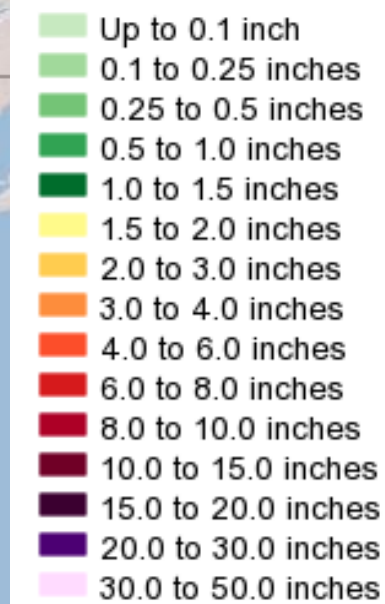 Up to 0.1 inch
0.1 to 0.25 inches
0.25 to 0.5 inches
0.5 to 1.0 inches
1.0 to 1.5 inches
1.5 to 2.0 inches
2.0 to 3.0 inches
3.0 to 4.0 inches
4.0 to 6.0 inches
6.0 to 8.0 inches
8.0 to 10.0 inches
10.0 to 15.0 inches
15.0 to 20.0 inches
20.0 to 30.0 inches
30.0 to 50.0 inches